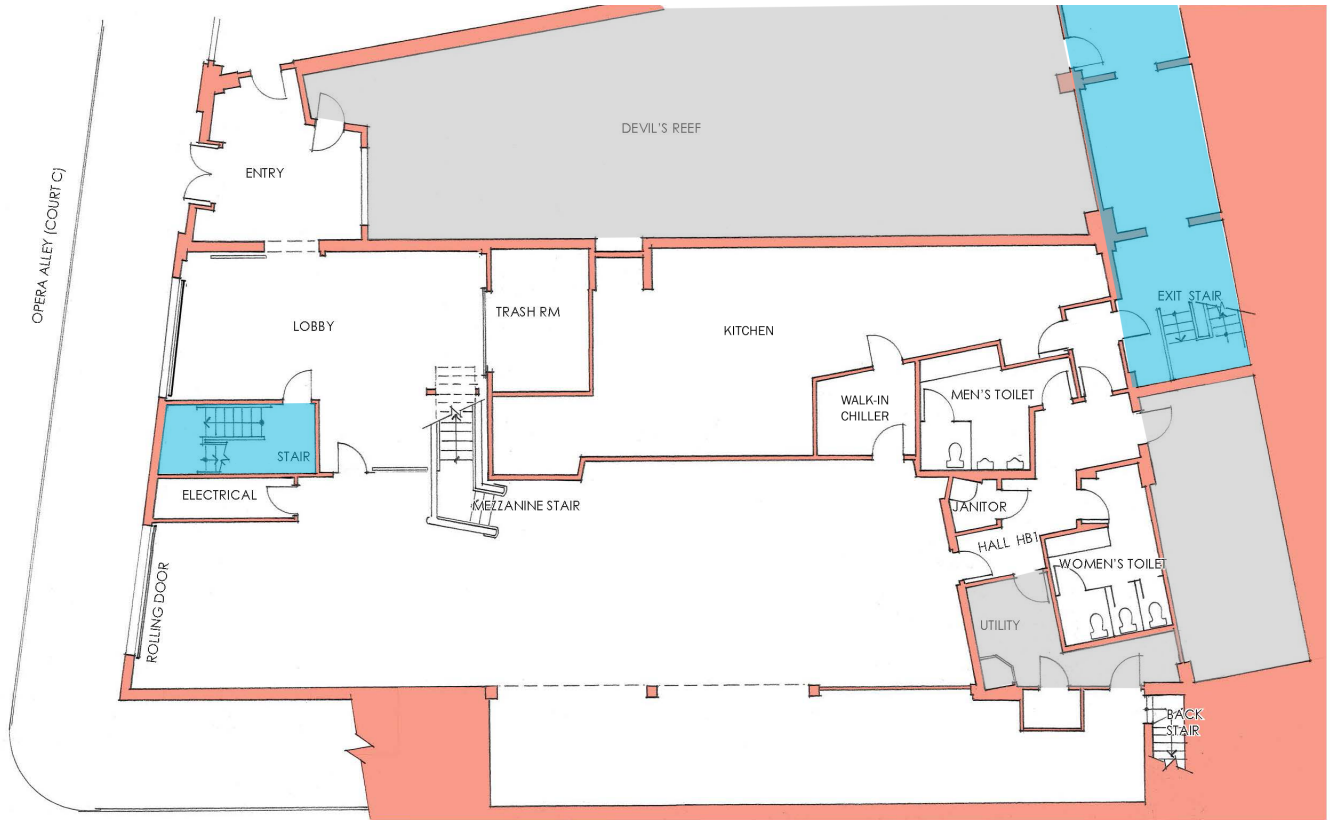 DEVIL'S REEF
ENTRY
OPERA ALLEY (COURT C)
EXIT STAIR
TRASH RM
LOBBY
KITCHEN
MEN'S TOILET
WALK-IN
CHILLER
STAIR
ELECTRICAL
MEZZANINE STAIR
JANITOR
HALL HB1
WOMEN'S TOILET
ROLLING DOOR
UTILITY
BACK
STAIR